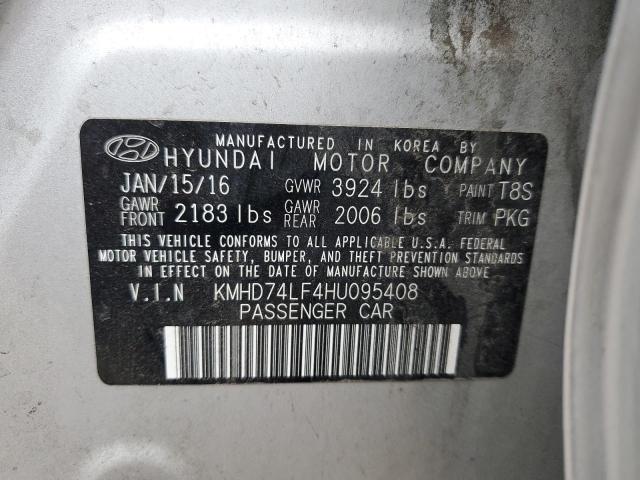 MANUFACTURED IN KOREA BY
HYUNDAI MOTOR COMPANY
JAN/15/16 GVWR 3924 lbs PAINT T8S
GAWR FRONT 2183 lbs GAWR REAR 2006 lbs TRIM PKG
THIS VEHICLE CONFORMS TO ALL APPLICABLE U.S.A. FEDERAL
MOTOR VEHICLE SAFETY, BUMPER, AND THEFT PREVENTION STANDARDS
IN EFFECT ON THE DATE OF MANUFACTURE SHOWN ABOVE
V.I.N KMHD74LF4HU095408
PASSENGER CAR